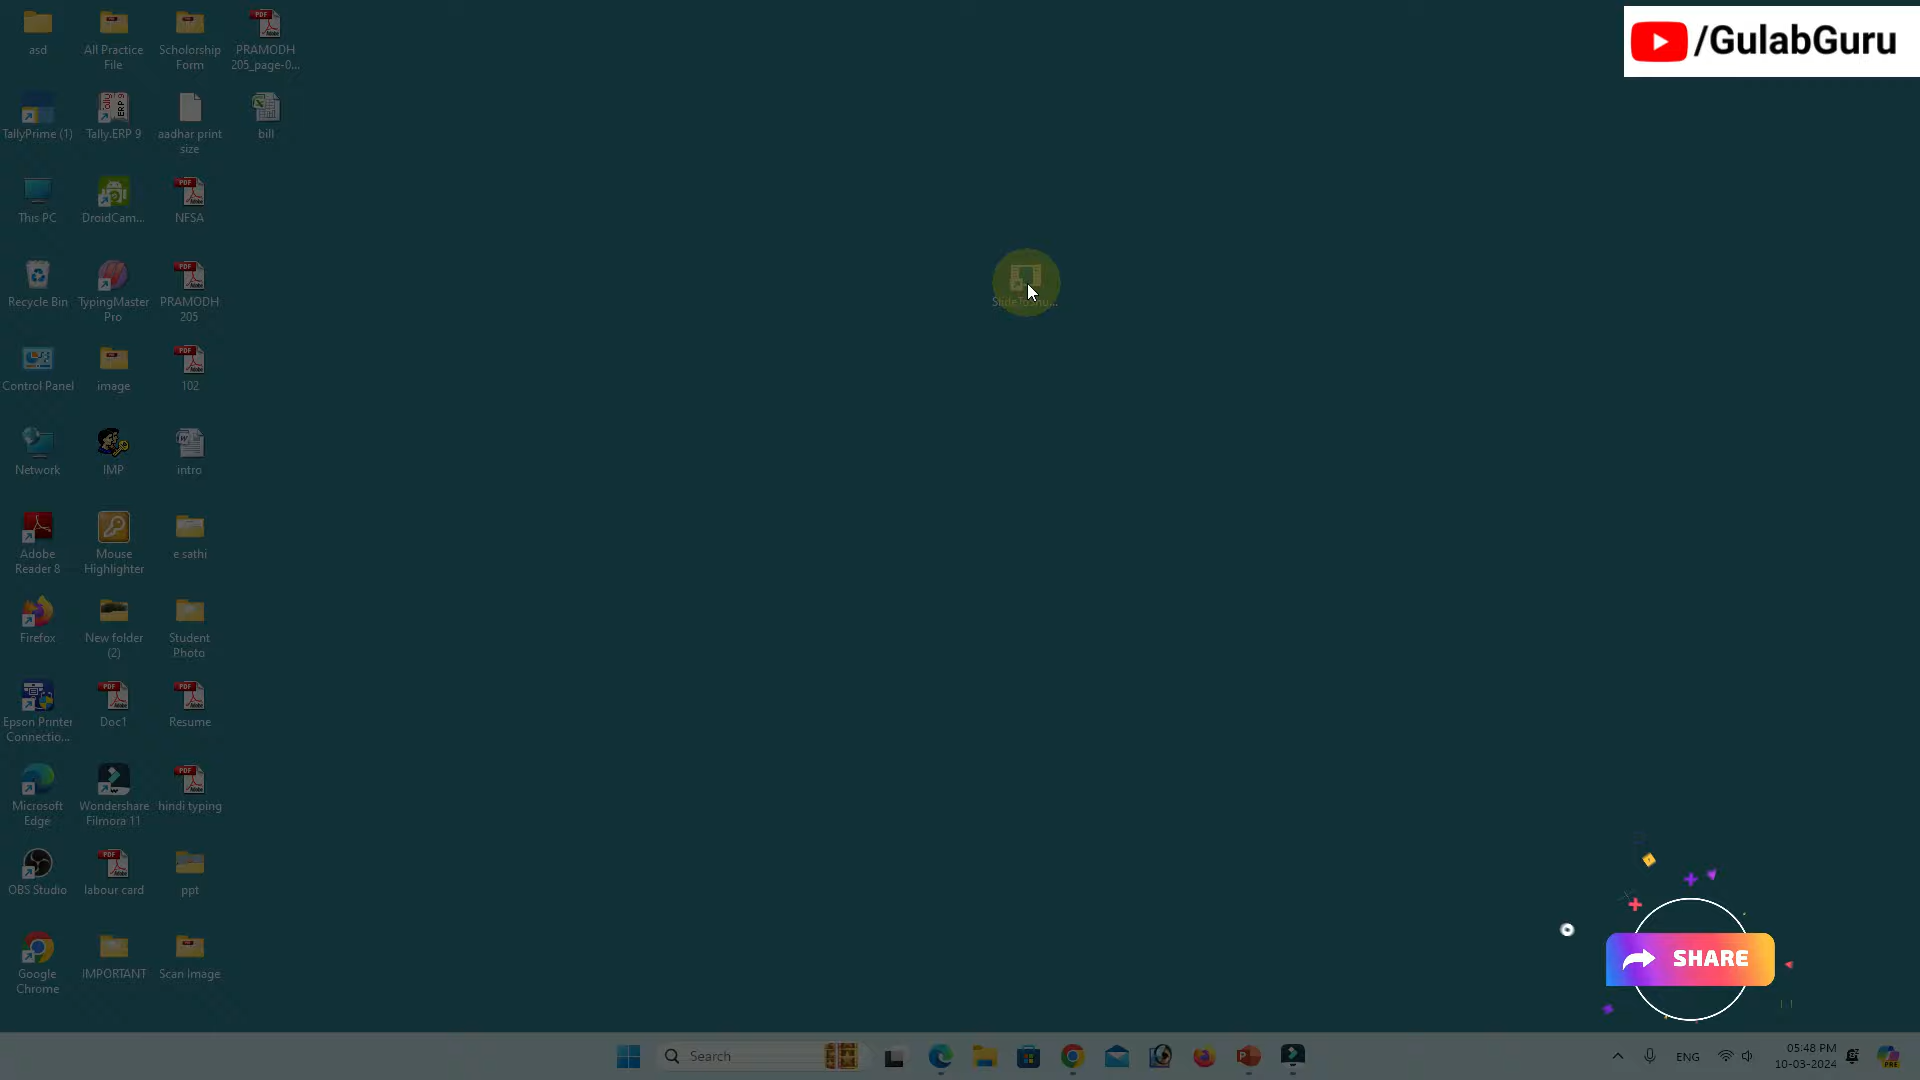 /GulabGuru
asd
All Practice
File
Scholorship
Form
PRAMODH
205_page-0...
TallyPrime (1)
Tally.ERP 9
aadhar print
size
bill
This PC
DroidCam...
NFSA
Recycle Bin
TypingMaster
Pro
PRAMODH
205
Control Panel
image
102
Network
IMP
intro
Adobe
Reader 8
Mouse
Highlighter
e sathi
Firefox
New folder
(2)
Student
Photo
Epson Printer
Connectio...
Doc1
Resume
Microsoft
Edge
Wondershare
Filmora 11
hindi typing
OBS Studio
labour card
ppt
Google
Chrome
IMPORTANT
Scan Image
SHARE
Search
ENG
05:48 PM
10-03-2024